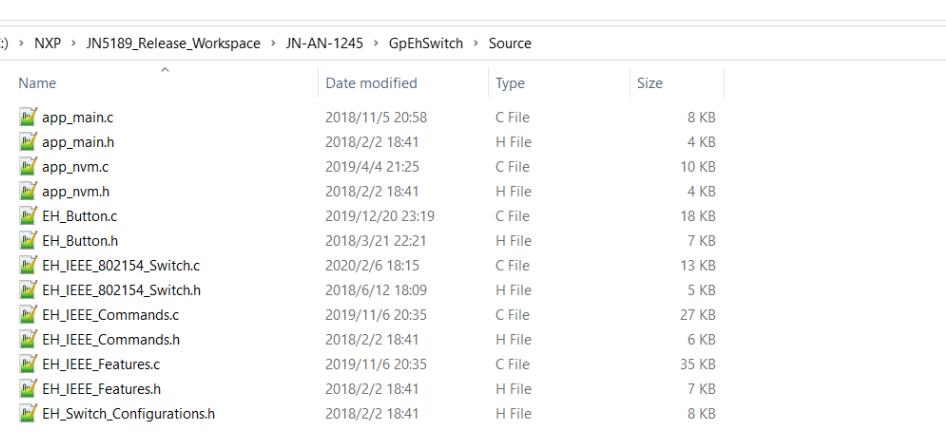 :) › NXP › JN5189_Release_Workspace › JN-AN-1245 › GpEhSwitch › Source
Name Date modified Type Size
app_main.c 2018/11/5 20:58 C File 8 KB
app_main.h 2018/2/2 18:41 H File 4 KB
app_nvm.c 2019/4/4 21:25 C File 10 KB
app_nvm.h 2018/2/2 18:41 H File 4 KB
EH_Button.c 2019/12/20 23:19 C File 18 KB
EH_Button.h 2018/3/21 22:21 H File 7 KB
EH_IEEE_802154_Switch.c 2020/2/6 18:15 C File 13 KB
EH_IEEE_802154_Switch.h 2018/6/12 18:09 H File 5 KB
EH_IEEE_Commands.c 2019/11/6 20:35 C File 27 KB
EH_IEEE_Commands.h 2018/2/2 18:41 H File 6 KB
EH_IEEE_Features.c 2019/11/6 20:35 C File 35 KB
EH_IEEE_Features.h 2018/2/2 18:41 H File 7 KB
EH_Switch_Configurations.h 2018/2/2 18:41 H File 8 KB